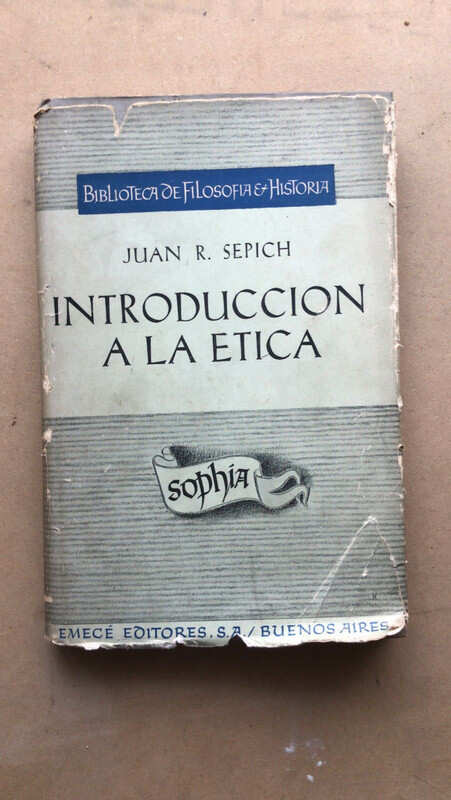 BIBLIOTECA DE FILOSOFIA & HISTORIA
JUAN R. SEPICH
INTRODUCCION
A LA ETICA
sophia
EMECÉ EDITORES, S.A./BUENOS AIRES